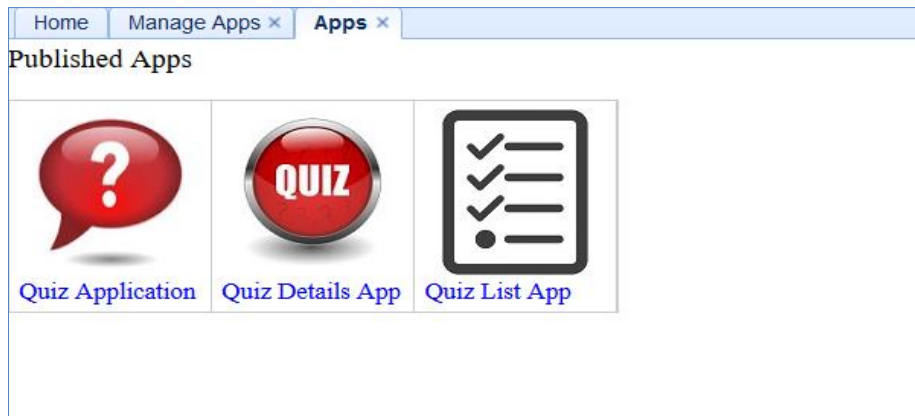 Home Manage Apps × Apps ×
Published Apps
?
QUIZ
Quiz Application Quiz Details App Quiz List App